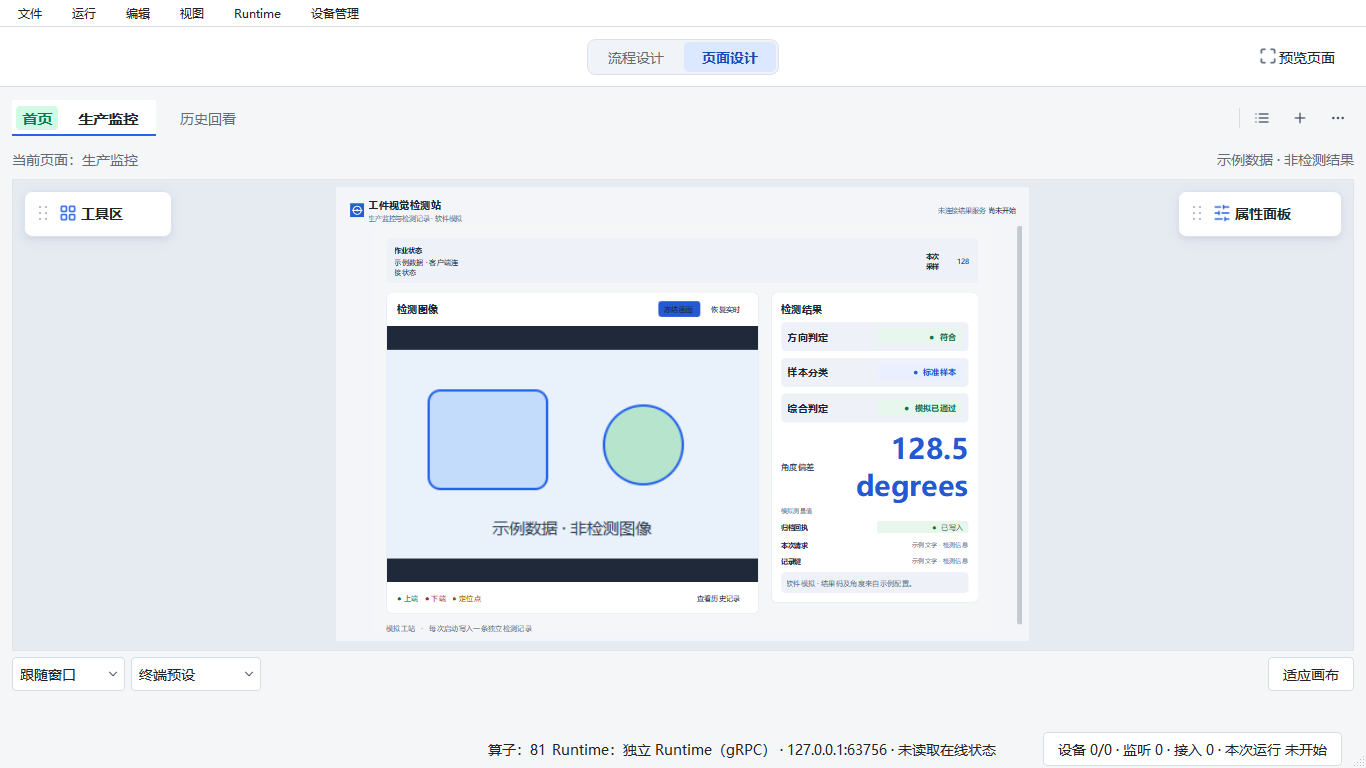 文件 运行 编辑 视图 Runtime 设备管理
流程设计 页面设计 预览页面
首页 生产监控 历史回看
当前页面：生产监控 示例数据 · 非检测结果
工具区 属性面板
工件视觉检测站
生产监控与检测记录 · 软件模拟
未连接结果服务 尚未开始
作业状态
示例数据 · 客户端连
接状态
本次
采样
128
检测图像 冻结画面 恢复实时
示例数据 · 非检测图像
上端 下端 定位点 查看历史记录
检测结果
方向判定 符合
样本分类 标准样本
综合判定 模拟已通过
角度偏差 128.5
degrees
模拟测量值
归档回执 已写入
本次请求 示例文字 · 检测信息
记录键 示例文字 · 检测信息
软件模拟 · 结果码及角度来自示例配置。
模拟工站 · 每次启动写入一条独立检测记录
跟随窗口 终端预设 适应画布
算子：81 Runtime：独立 Runtime（gRPC） · 127.0.0.1:63756 · 未读取在线状态
设备 0/0 · 监听 0 · 接入 0 · 本次运行 未开始